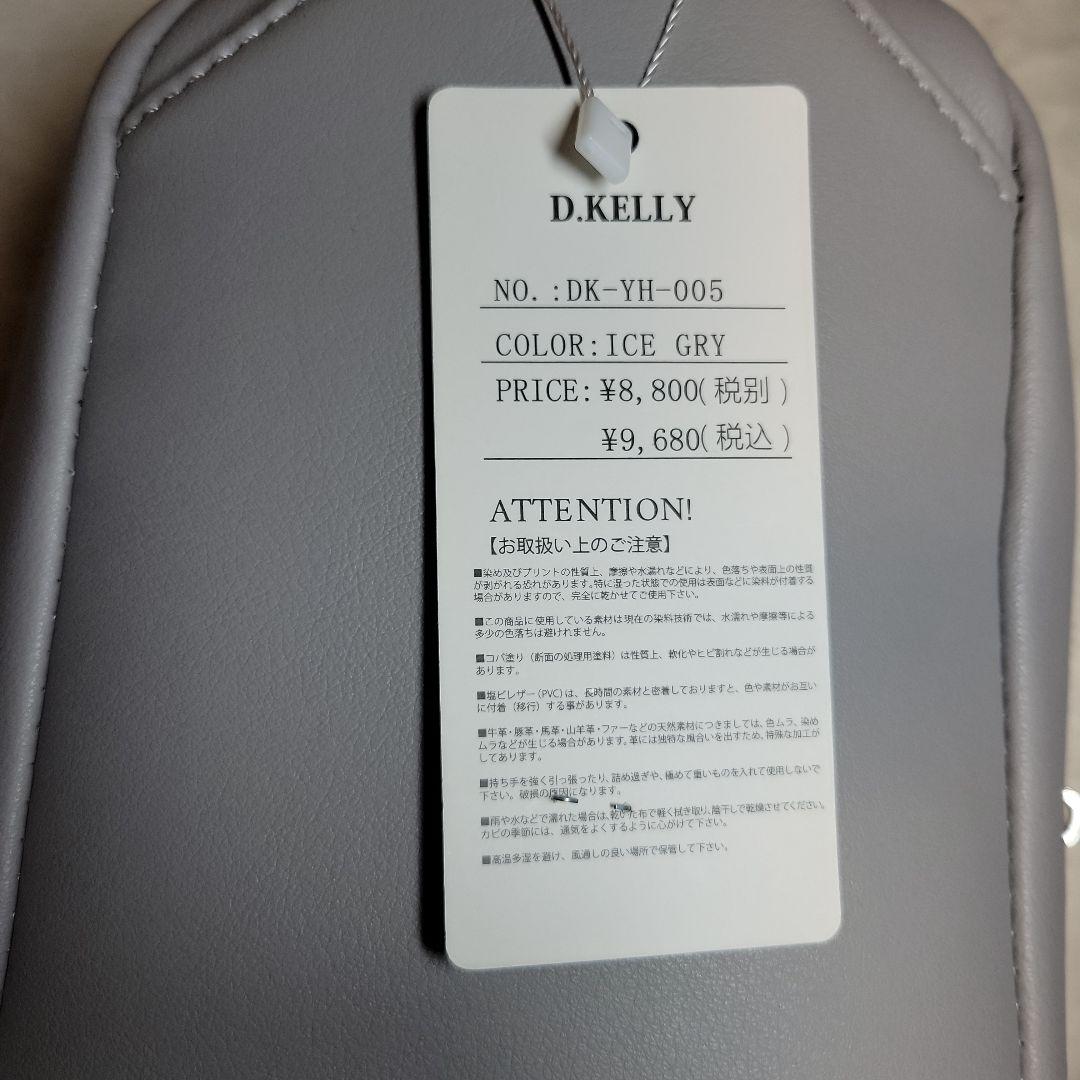 D.KELLY
NO.:DK-YH-005
COLOR:ICE GRY
PRICE:¥8,800(税別)
¥9,680(税込)
ATTENTION!
【お取扱い上のご注意】
■染め及びプリントの性質上、摩擦や水濡れなどにより、色落ちや表面上の性質
が剥がれる恐れがあります。特に湿った状態での使用は表面などに染料が付着する
場合がありますので、完全に乾かせてご使用下さい。
■この商品に使用している素材は現在の染料技術では、水濡れや摩擦等による
多少の色落ちは避けれません。
■コバ塗り（断面の処理用塗料）は性質上、軟化やヒビ割れなどが生じる場合が
あります。
■塩ビレザー（PVC）は、長時間の素材と密着しておりますと、色や素材がお互い
に付着（移行）する事があります。
■牛革・豚革・馬革・山羊革・ファーなどの天然素材につきましては、色ムラ、染め
ムラなどが生じる場合があります。革には独特な風合いを出すため、特殊な加工が
してあります。
■持ち手を強く引っ張ったり、詰め過ぎや、極めて重いものを入れて使用しないで
下さい。破損の原因になります。
■雨や水などで濡れた場合は、乾いた布で軽く拭き取り、陰干しで乾燥させてください。
カビの季節には、通気をよくするように心がけて下さい。
■高温多湿を避け、風通しの良い場所で保管して下さい。